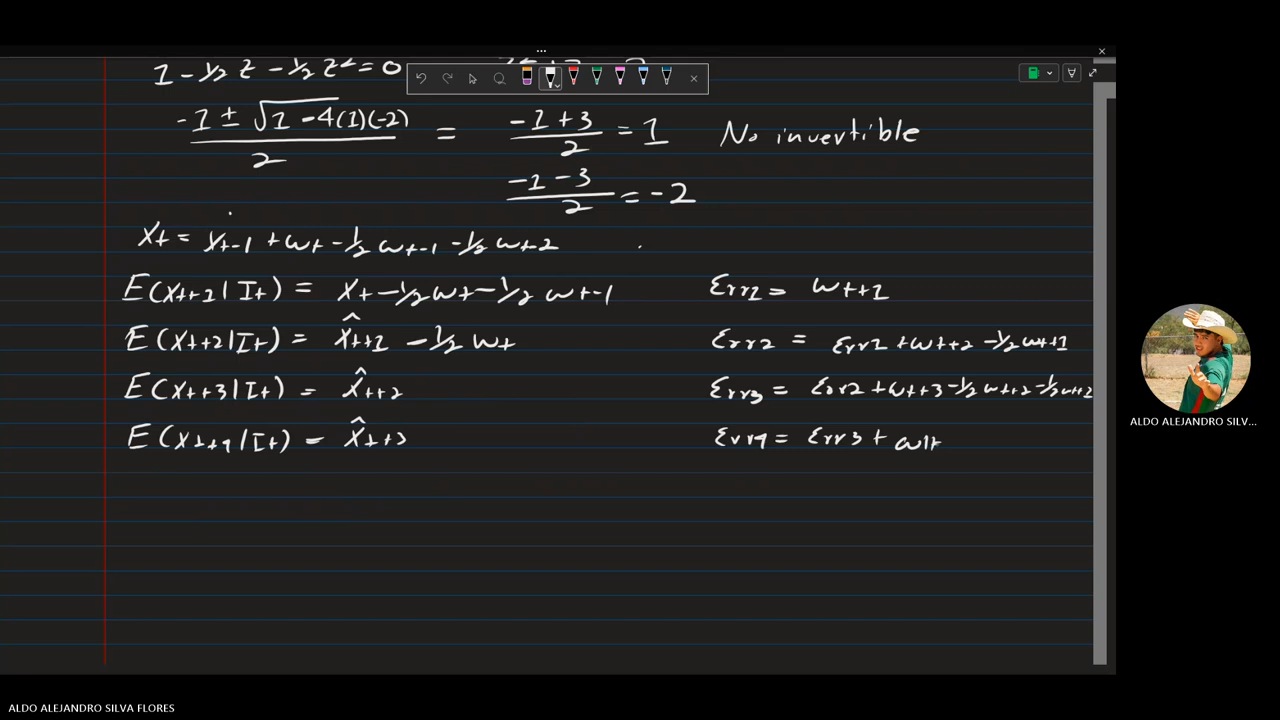 1 - 1/2 z - 1/2 z² = 0
-1 ± √1 - 4(1)(-2) / 2 = -1 + 3 / 2 = 1 No invertible
-1 - 3 / 2 = -2
Xt = Xt-1 + wt - 1/2 wt-1 - 1/2 wt-2
E(Xt+1 | It) = Xt - 1/2 wt - 1/2 wt-1 Err1 = wt+1
E(Xt+2 | It) = X̂t+1 - 1/2 wt Err2 = Err1 + wt+2 - 1/2 wt+1
E(Xt+3 | It) = X̂t+2 Err3 = Err2 + wt+3 - 1/2 wt+2 - 1/2 wt+2
E(Xt+4 | It) = X̂t+3 Err4 = Err3 + wt
ALDO ALEJANDRO SILV...
ALDO ALEJANDRO SILVA FLORES